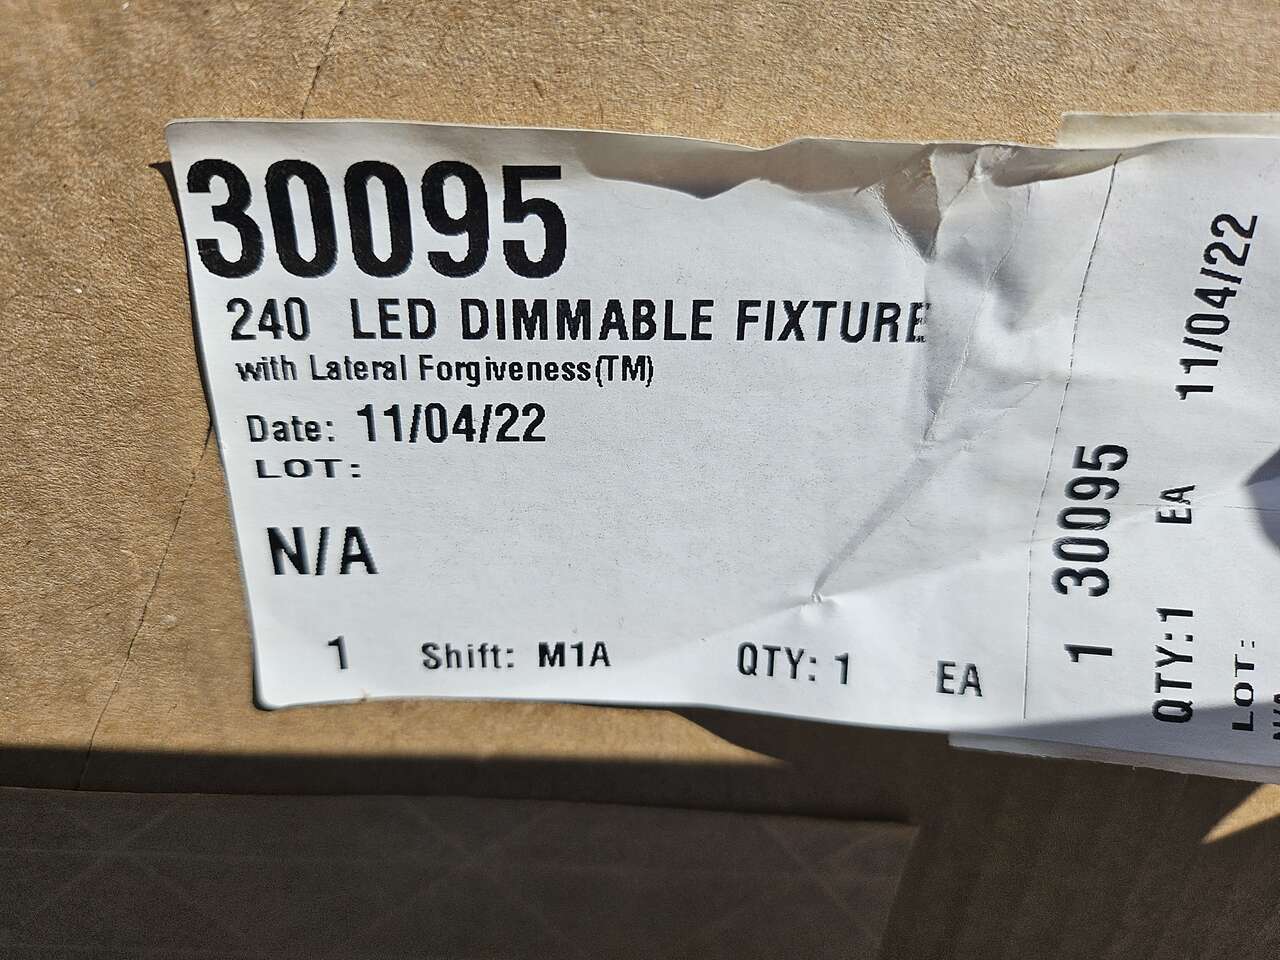 30095
240 LED DIMMABLE FIXTURE
with Lateral Forgiveness(TM)
Date: 11/04/22
LOT:
N/A
1 Shift: M1A QTY: 1 EA
1 30095
QTY:1 EA 11/04/22
LOT:
N/A